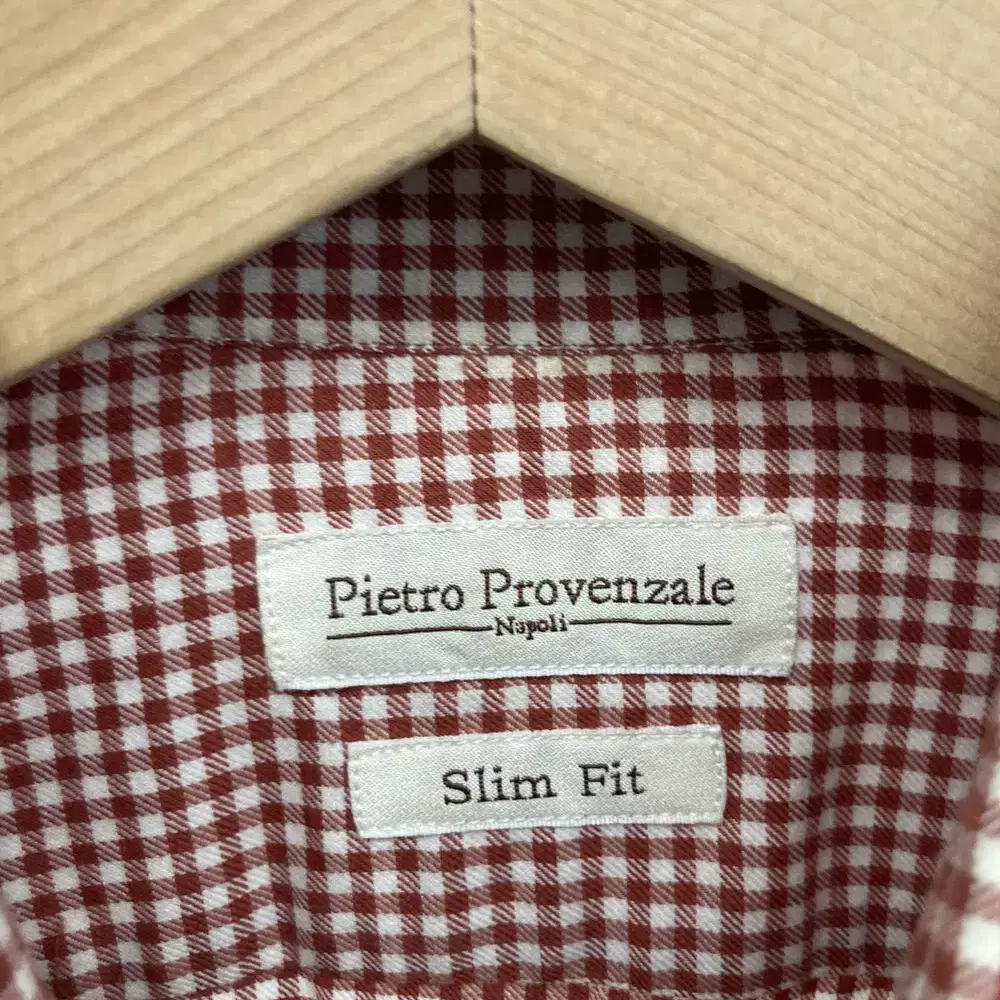 Pietro Provenzale
Napoli
Slim Fit